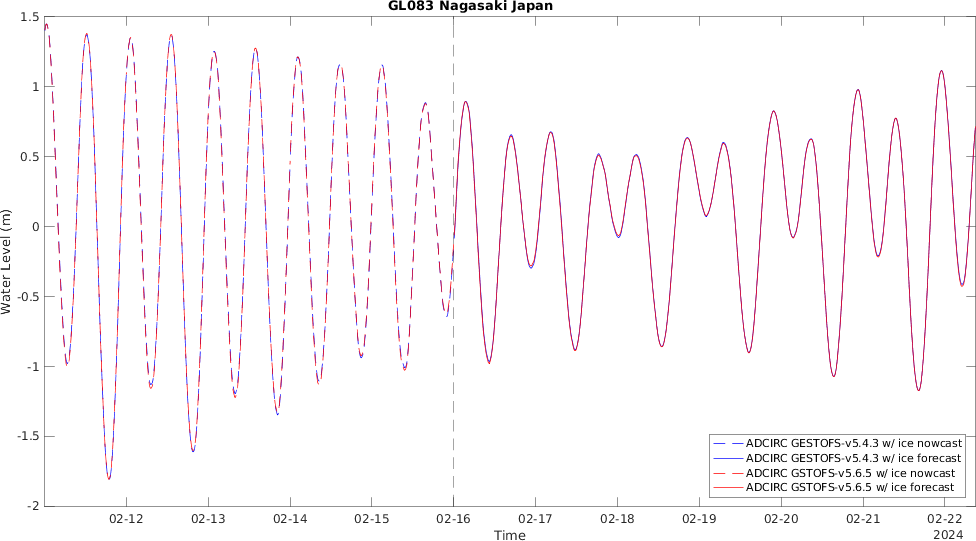 GL083 Nagasaki Japan
1.5
1
0.5
0
-0.5
-1
-1.5
-2
Water Level (m)
ADCIRC GESTOFS-v5.4.3 w/ ice nowcast
ADCIRC GESTOFS-v5.4.3 w/ ice forecast
ADCIRC GSTOFS-v5.6.5 w/ ice nowcast
ADCIRC GSTOFS-v5.6.5 w/ ice forecast
02-12 02-13 02-14 02-15 02-16 02-17 02-18 02-19 02-20 02-21 02-22
2024
Time